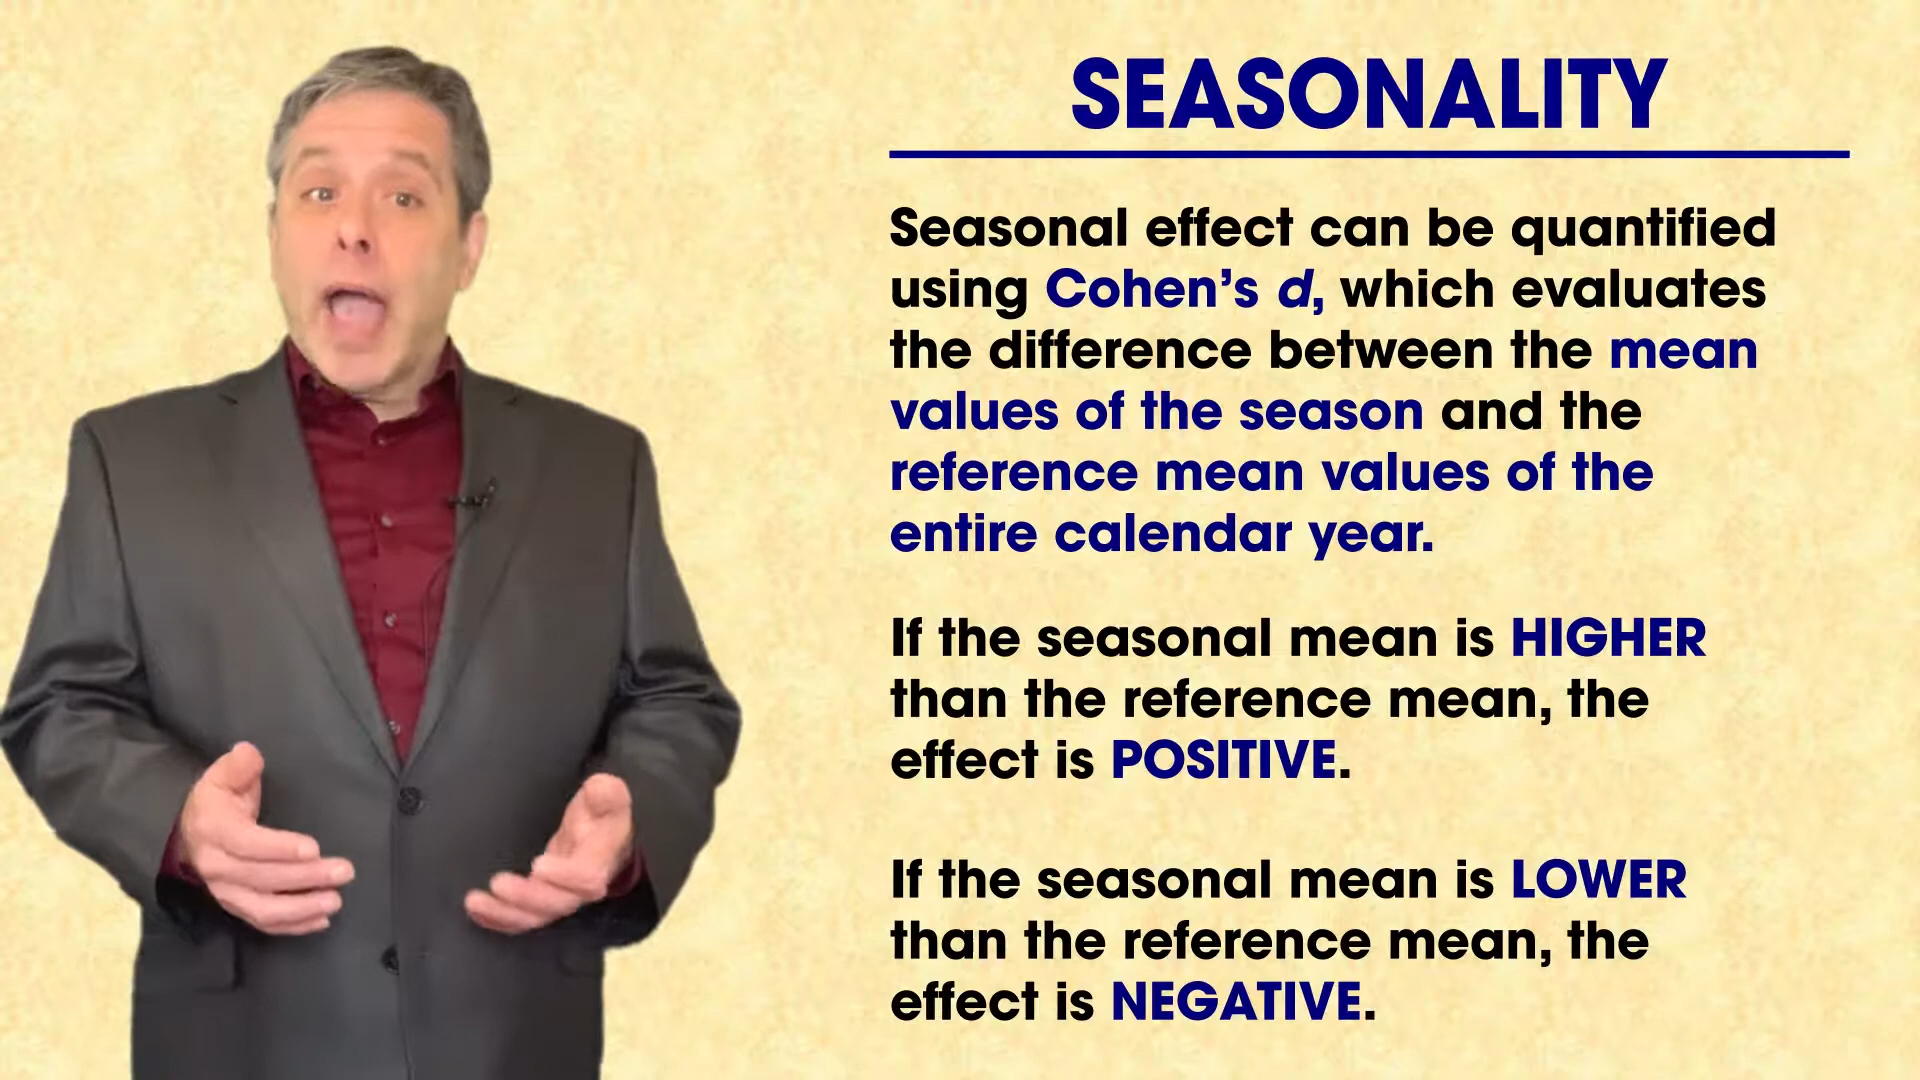 SEASONALITY
Seasonal effect can be quantified
using Cohen’s d, which evaluates
the difference between the mean
values of the season and the
reference mean values of the
entire calendar year.
If the seasonal mean is HIGHER
than the reference mean, the
effect is POSITIVE.
If the seasonal mean is LOWER
than the reference mean, the
effect is NEGATIVE.